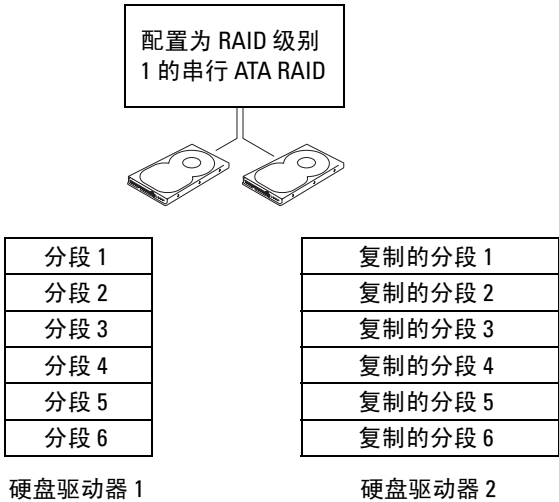 配置为 RAID 级别
1 的串行 ATA RAID
分段 1
分段 2
分段 3
分段 4
分段 5
分段 6
硬盘驱动器 1
复制的分段 1
复制的分段 2
复制的分段 3
复制的分段 4
复制的分段 5
复制的分段 6
硬盘驱动器 2